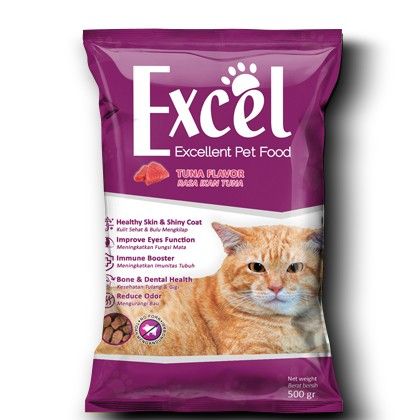 Excel
Excellent Pet Food
TUNA FLAVOR
RASA IKAN TUNA
Healthy Skin & Shiny Coat
Kulit Sehat & Bulu Mengkilap
Improve Eyes Function
Meningkatkan Fungsi Mata
Immune Booster
Meningkatkan Imunitas Tubuh
Bone & Dental Health
Kesehatan Tulang & Gigi
Reduce Odor
Mengurangi Bau
Net weight
Berat bersih
500 gr